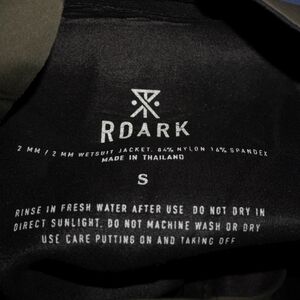 ROARK
2 MM / 2 MM WETSUIT JACKET. 84% NYLON 16% SPANDEX
MADE IN THAILAND
S
RINSE IN FRESH WATER AFTER USE DO NOT DRY IN
DIRECT SUNLIGHT. DO NOT MACHINE WASH OR DRY
USE CARE PUTTING ON AND TAKING OFF